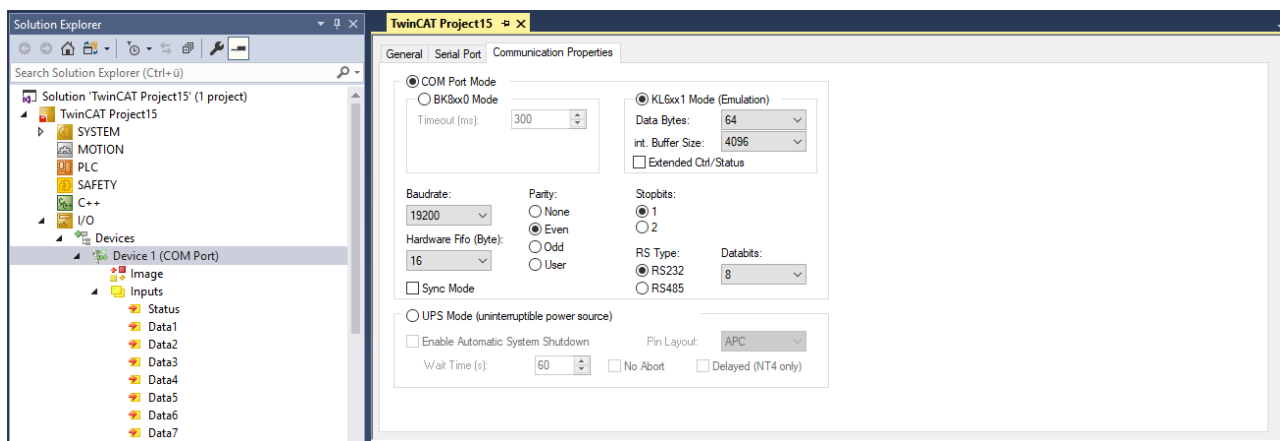 Solution Explorer
Search Solution Explorer (Ctrl+ü)
Solution 'TwinCAT Project15' (1 project)
TwinCAT Project15
SYSTEM
MOTION
PLC
SAFETY
C++
I/O
Devices
Device 1 (COM Port)
Image
Inputs
Status
Data1
Data2
Data3
Data4
Data5
Data6
Data7
TwinCAT Project15
General Serial Port Communication Properties
COM Port Mode
BK8xx0 Mode
Timeout (ms): 300
KL6xx1 Mode (Emulation)
Data Bytes: 64
int. Buffer Size: 4096
Extended Ctrl/Status
Baudrate:
19200
Hardware Fifo (Byte):
16
Sync Mode
Parity:
None
Even
Odd
User
Stopbits:
1
2
RS Type:
RS232
RS485
Databits:
8
UPS Mode (uninterruptible power source)
Enable Automatic System Shutdown
Pin Layout: APC
Wait Time (s): 60
No Abort
Delayed (NT4 only)